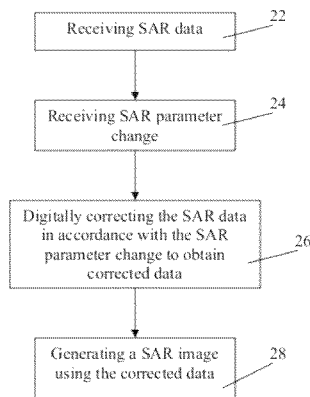 Receiving SAR data
22
Receiving SAR parameter
change
24
Digitally correcting the SAR data
in accordance with the SAR
parameter change to obtain
corrected data
26
Generating a SAR image
using the corrected data
28